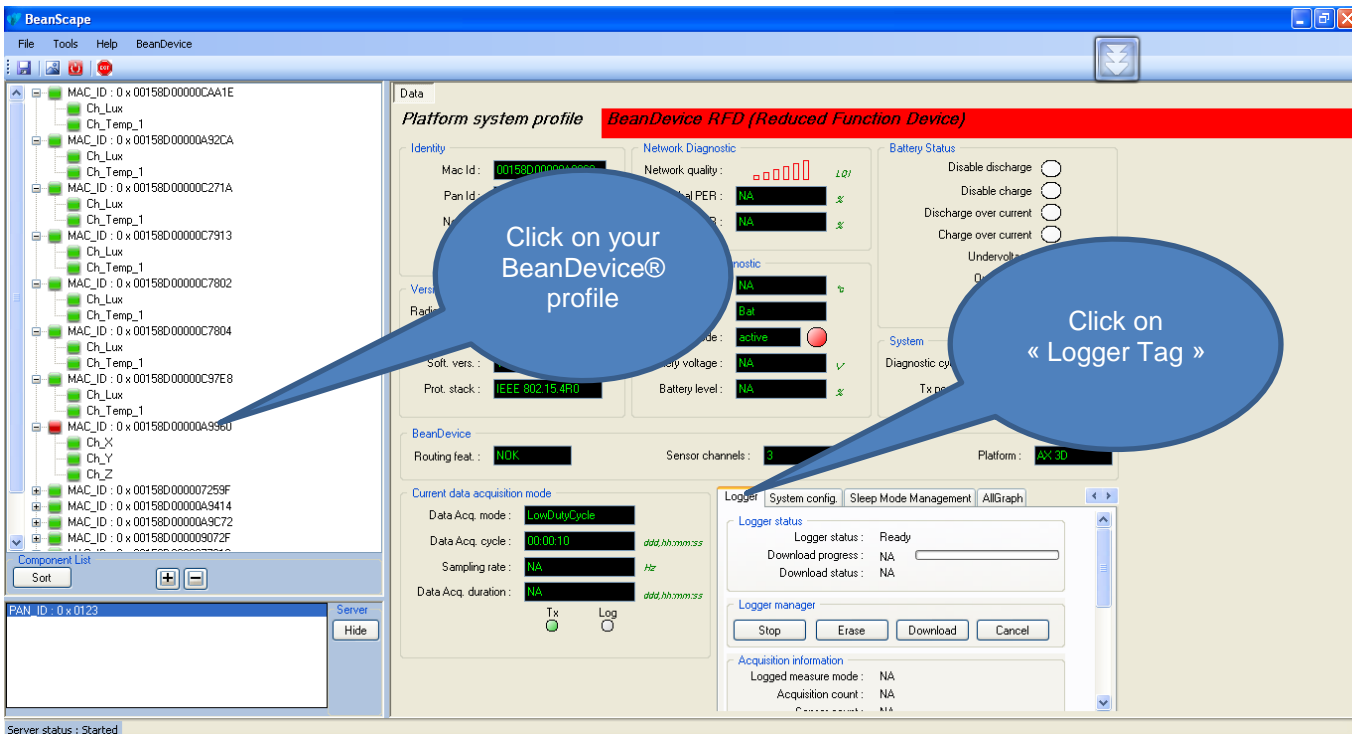 BeanScape
File Tools Help BeanDevice
MAC_ID : 0 x 00158D00000CAA1E
Ch_Lux
Ch_Temp_1
MAC_ID : 0 x 00158D00000A92CA
Ch_Lux
Ch_Temp_1
MAC_ID : 0 x 00158D00000C271A
Ch_Lux
Ch_Temp_1
MAC_ID : 0 x 00158D00000C7913
Ch_Lux
Ch_Temp_1
MAC_ID : 0 x 00158D00000C7802
Ch_Lux
Ch_Temp_1
MAC_ID : 0 x 00158D00000C7804
Ch_Lux
Ch_Temp_1
MAC_ID : 0 x 00158D00000C97E8
Ch_Lux
Ch_Temp_1
MAC_ID : 0 x 00158D00000A9960
Ch_X
Ch_Y
Ch_Z
MAC_ID : 0 x 00158D000007259F
MAC_ID : 0 x 00158D00000A9414
MAC_ID : 0 x 00158D00000A9C72
MAC_ID : 0 x 00158D000009072F
Component List
Sort
PAN_ID : 0 x 0123
Server
Hide
Server status : Started
Data
Platform system profile BeanDevice RFD (Reduced Function Device)
Identity
Mac Id :
Pan Id
Network Diagnostic
Network quality : LQI
PER : NA %
NA %
Battery Status
Disable discharge
Disable charge
Discharge over current
Charge over current
Click on your
BeanDevice®
profile
NA °c
Bat
active
voltage : NA V
Battery level : NA %
Soft. vers. :
Prot. stack : IEEE 802.15.4R0
System
Click on
« Logger Tag »
BeanDevice
Routing feat. : NOK
Sensor channels : 3
Platform : AX 3D
Current data acquisition mode
Data Acq. mode : LowDutyCycle
Data Acq. cycle : 00:00:10 ddd,hh:mm:ss
Sampling rate : NA Hz
Data Acq. duration : NA ddd,hh:mm:ss
Tx Log
Logger System config. Sleep Mode Management AllGraph
Logger status
Logger status : Ready
Download progress : NA
Download status : NA
Logger manager
Stop Erase Download Cancel
Acquisition information
Logged measure mode : NA
Acquisition count : NA